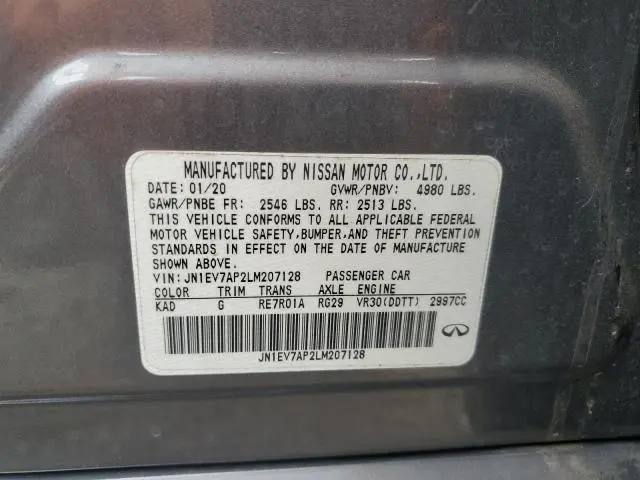 MANUFACTURED BY NISSAN MOTOR CO.,LTD.
DATE: 01/20 GVWR/PNBV: 4980 LBS.
GAWR/PNBE FR: 2546 LBS. RR: 2513 LBS.
THIS VEHICLE CONFORMS TO ALL APPLICABLE FEDERAL
MOTOR VEHICLE SAFETY,BUMPER,AND THEFT PREVENTION
STANDARDS IN EFFECT ON THE DATE OF MANUFACTURE
SHOWN ABOVE.
VIN:JN1EV7AP2LM207128 PASSENGER CAR
COLOR TRIM TRANS AXLE ENGINE
KAD G RE7R01A RG29 VR30(DDTT) 2997CC
JN1EV7AP2LM207128